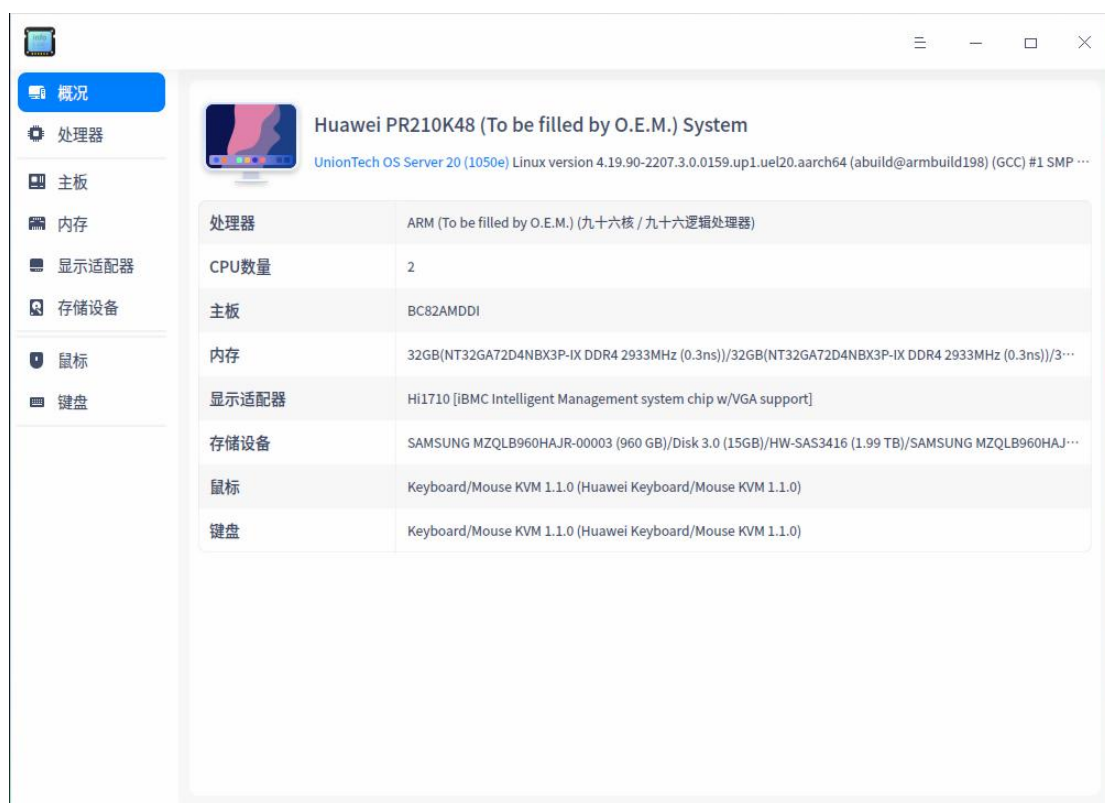 概况
处理器
主板
内存
显示适配器
存储设备
鼠标
键盘
Huawei PR210K48 (To be filled by O.E.M.) System
UnionTech OS Server 20 (1050e) Linux version 4.19.90-2207.3.0.0159.up1.uel20.aarch64 (abuild@armbuild198) (GCC) #1 SMP ···
处理器 ARM (To be filled by O.E.M.) (九十六核 / 九十六逻辑处理器)
CPU数量 2
主板 BC82AMDDI
内存 32GB(NT32GA72D4NBX3P-IX DDR4 2933MHz (0.3ns))/32GB(NT32GA72D4NBX3P-IX DDR4 2933MHz (0.3ns))/3···
显示适配器 Hi1710 [iBMC Intelligent Management system chip w/VGA support]
存储设备 SAMSUNG MZQLB960HAJR-00003 (960 GB)/Disk 3.0 (15GB)/HW-SAS3416 (1.99 TB)/SAMSUNG MZQLB960HAJ···
鼠标 Keyboard/Mouse KVM 1.1.0 (Huawei Keyboard/Mouse KVM 1.1.0)
键盘 Keyboard/Mouse KVM 1.1.0 (Huawei Keyboard/Mouse KVM 1.1.0)